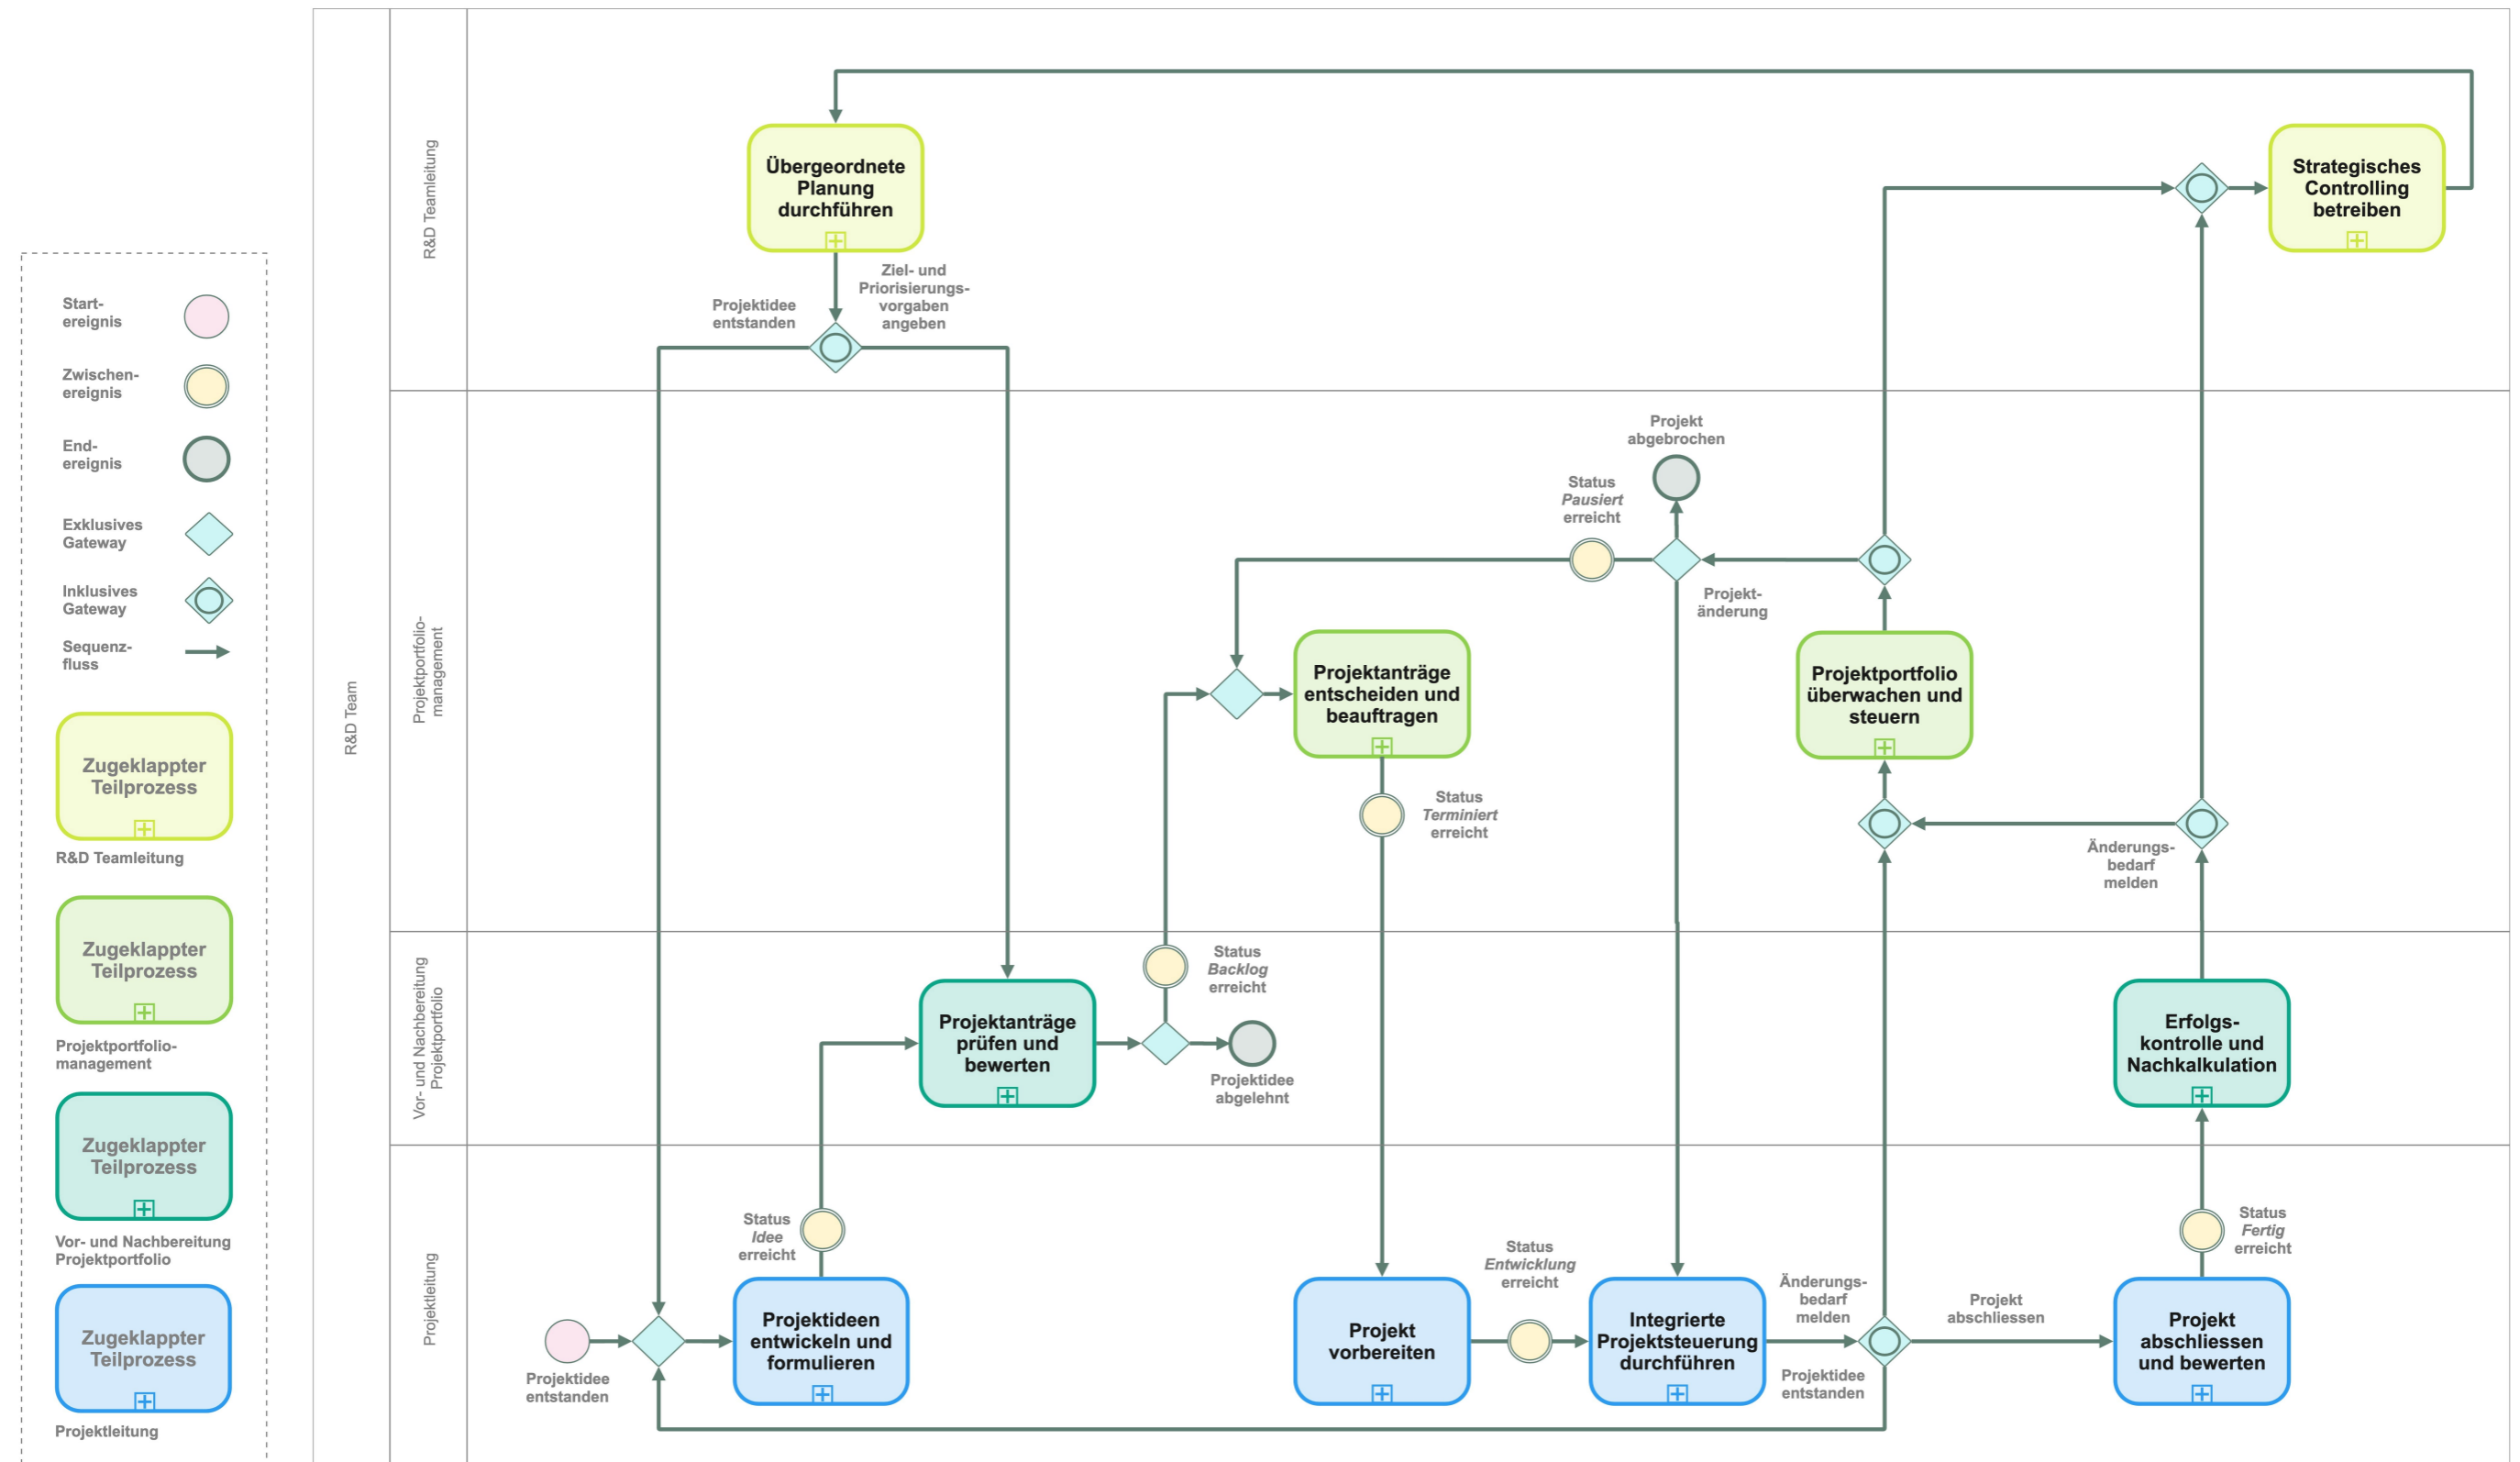 Start-
ereignis
Zwischen-
ereignis
End-
ereignis
Exklusives
Gateway
Inklusives
Gateway
Sequenz-
fluss
Zugeklappter
Teilprozess
R&D Teamleitung
Zugeklappter
Teilprozess
Projektportfolio-
management
Zugeklappter
Teilprozess
Vor- und Nachbereitung
Projektportfolio
Zugeklappter
Teilprozess
Projektleitung
R&D Team
R&D Teamleitung
Übergeordnete
Planung
durchführen
Strategisches
Controlling
betreiben
Projektidee
entstanden
Ziel- und
Priorisierungs-
vorgaben
angeben
Projektportfolio-
management
Projekt
abgebrochen
Status
Pausiert
erreicht
Projekt-
änderung
Projektanträge
entscheiden und
beauftragen
Projektportfolio
überwachen und
steuern
Status
Terminiert
erreicht
Änderungs-
bedarf
melden
Vor- und Nachbereitung
Projektportfolio
Status
Backlog
erreicht
Projektanträge
prüfen und
bewerten
Projektidee
abgelehnt
Erfolgs-
kontrolle und
Nachkalkulation
Projektleitung
Status
Idee
erreicht
Projektidee
entstanden
Projektideen
entwickeln und
formulieren
Projekt
vorbereiten
Status
Entwicklung
erreicht
Integrierte
Projektsteuerung
durchführen
Änderungs-
bedarf
melden
Projektidee
entstanden
Projekt
abschliessen
Status
Fertig
erreicht
Projekt
abschliessen
und bewerten